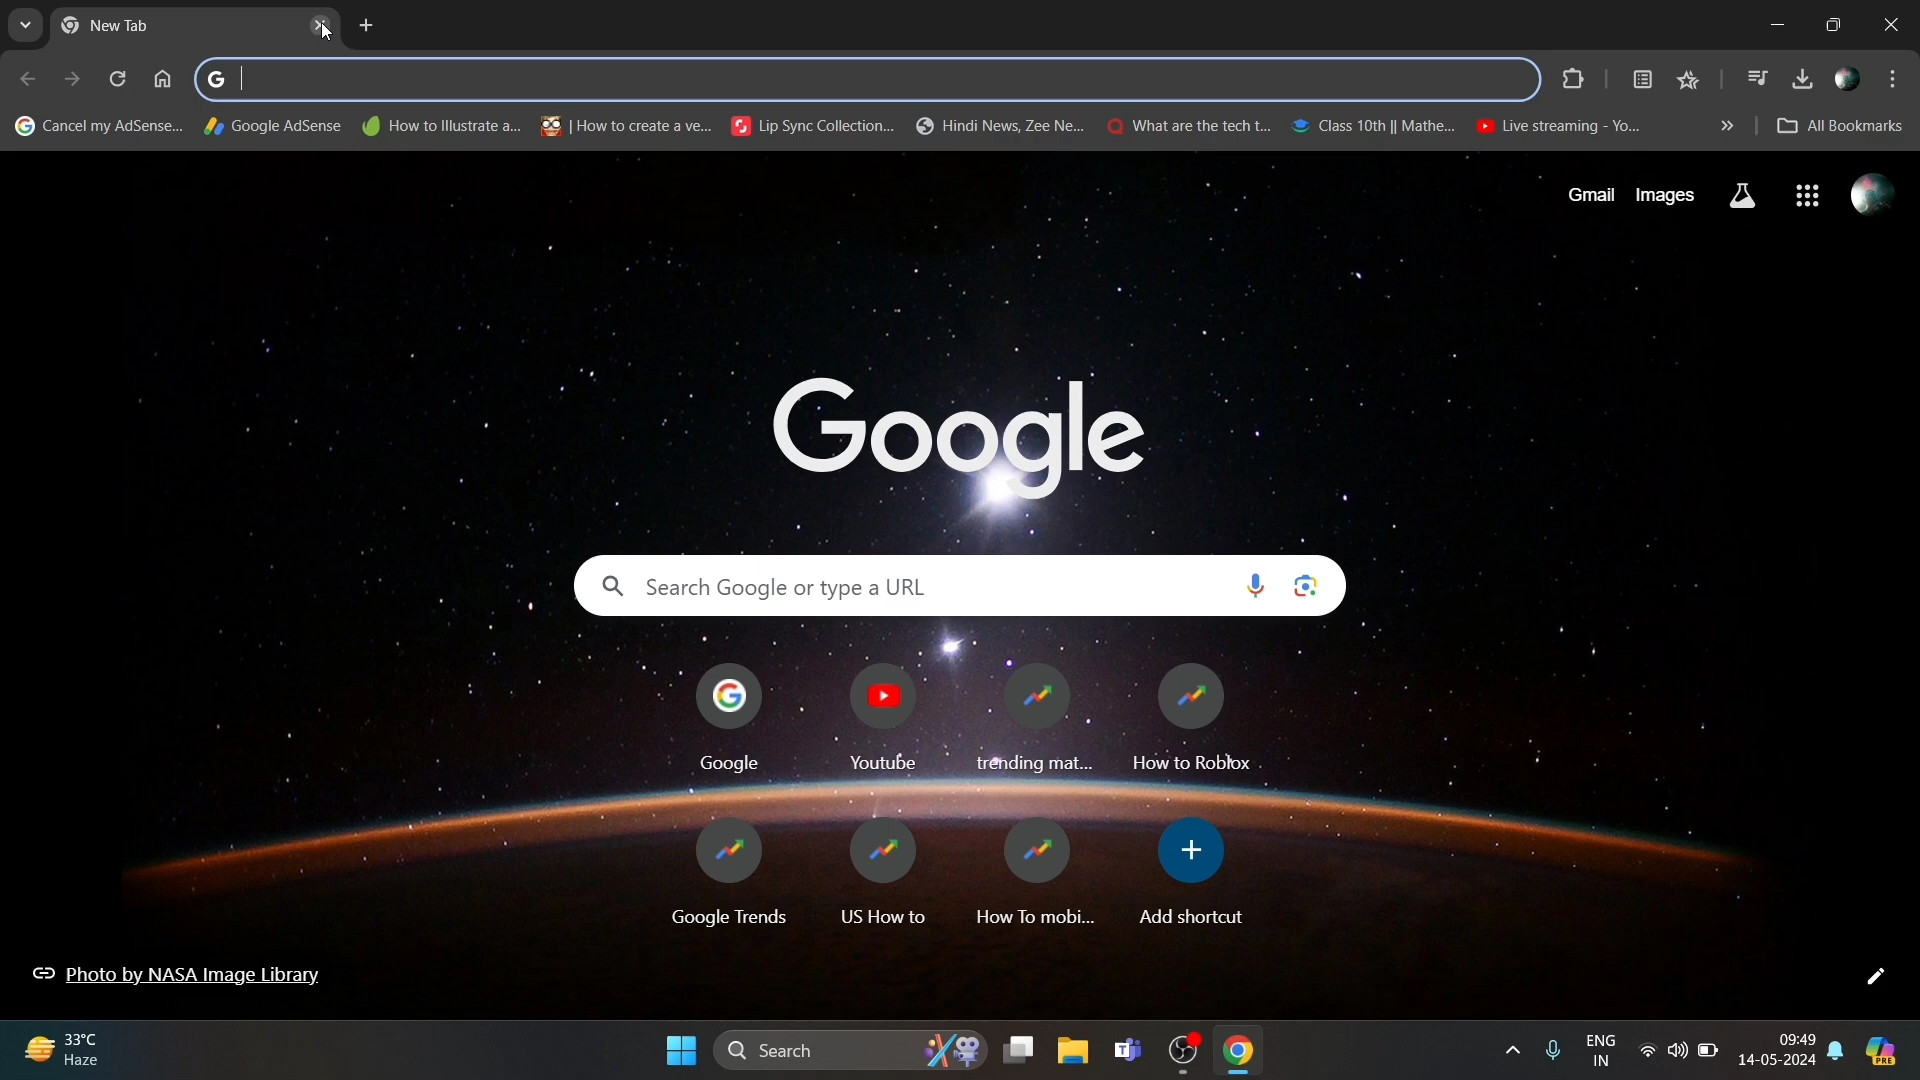 New Tab
Cancel my AdSense...
Google AdSense
How to Illustrate a...
| How to create a ve...
Lip Sync Collection...
Hindi News, Zee Ne...
What are the tech t...
Class 10th || Mathe...
Live streaming - Yo...
All Bookmarks
Gmail
Images
Google
Search Google or type a URL
Google
Youtube
trending mat...
How to Roblox
Google Trends
US How to
How To mobi...
Add shortcut
Photo by NASA Image Library
33°C
Haze
Search
ENG
IN
09:49
14-05-2024
PRE